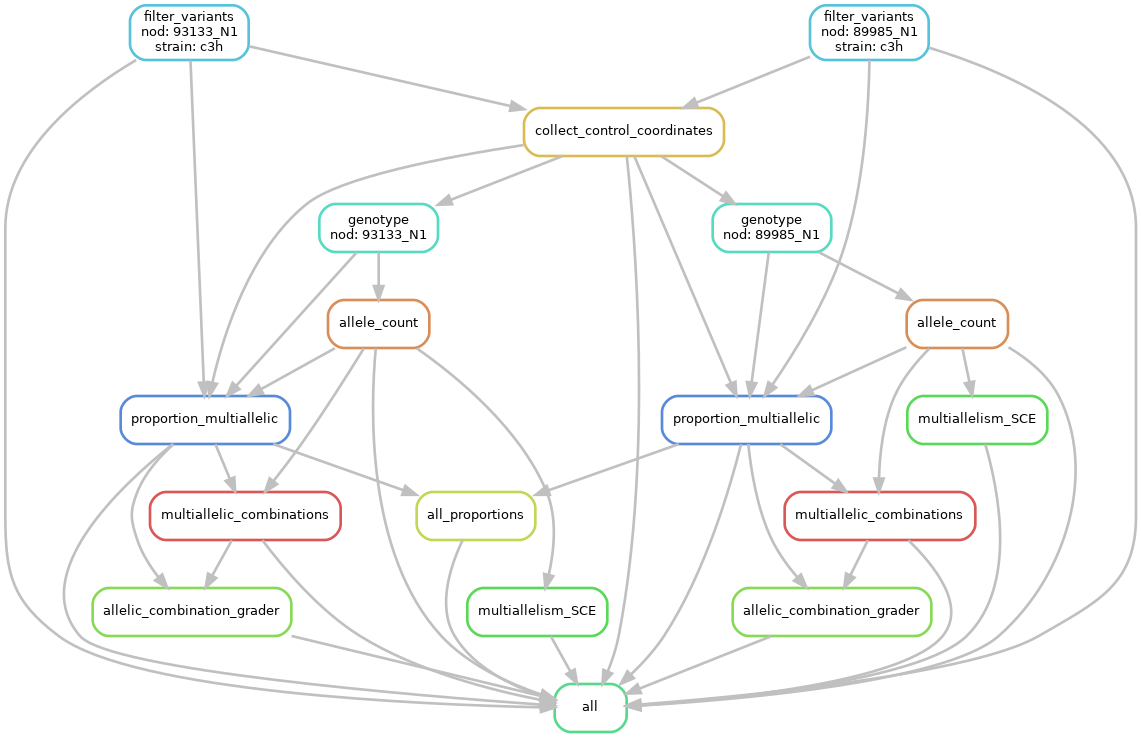 filter_variants
nod: 93133_N1
strain: c3h
filter_variants
nod: 89985_N1
strain: c3h
collect_control_coordinates
genotype
nod: 93133_N1
genotype
nod: 89985_N1
allele_count
allele_count
proportion_multiallelic
proportion_multiallelic
multiallelism_SCE
multiallelic_combinations
all_proportions
multiallelic_combinations
allelic_combination_grader
multiallelism_SCE
allelic_combination_grader
all